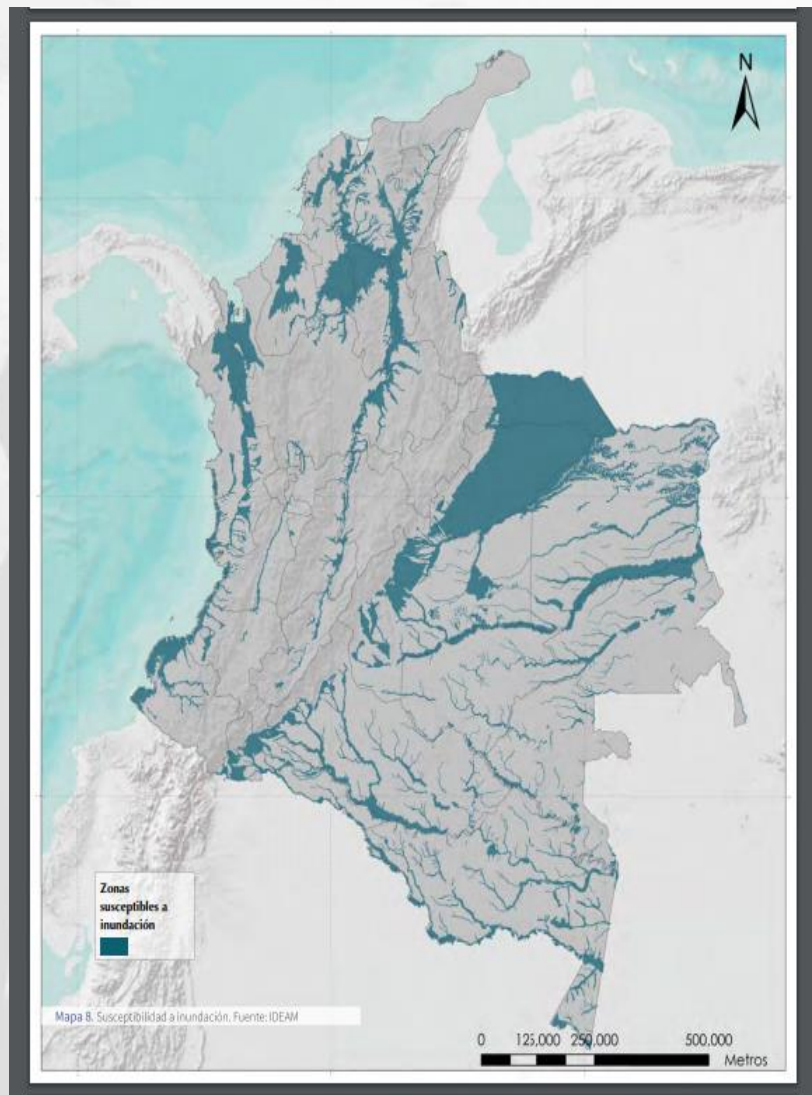 N
Zonas
susceptibles a
inundación
Mapa 8. Susceptibilidad a inundación. Fuente: IDEAM
0 125,000 250,000 500,000
Metros